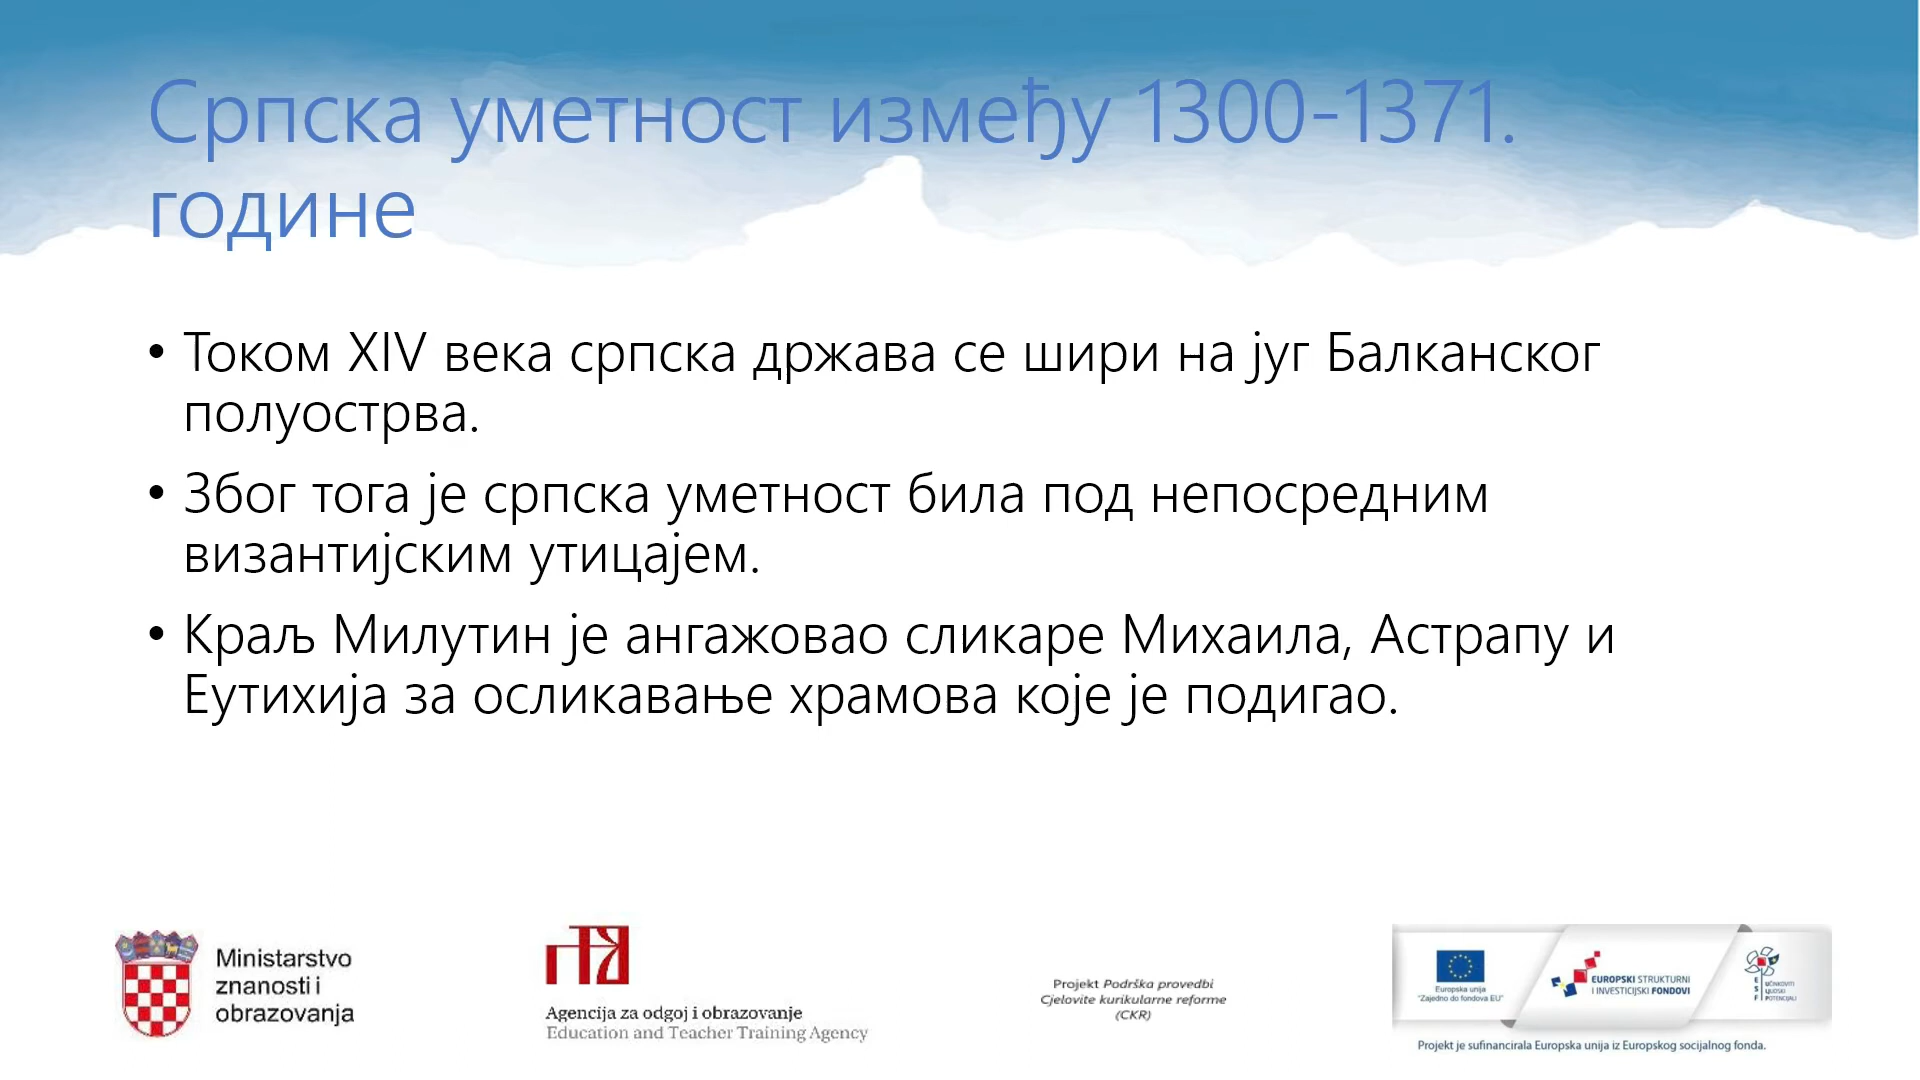 Српска уметност између 1300-1371.
године
• Током XIV века српска држава се шири на југ Балканског
полуострва.
• Због тога је српска уметност била под непосредним
византијским утицајем.
• Краљ Милутин је ангажовао сликаре Михаила, Астрапу и
Еутихија за осликавање храмова које је подигао.
Ministarstvo
znanosti i
obrazovanja
Agencija za odgoj i obrazovanje
Education and Teacher Training Agency
Projekt Podrška provedbi
Cjelovite kurikularne reforme
(CKR)
Europska unija
"Zajedno do fondova EU"
EUROPSKI STRUKTURNI
I INVESTICIJSKI FONDOVI
ESF
UČINKOVITI
LJUDSKI
POTENCIJALI
Projekt je sufinancirala Europska unija iz Europskog socijalnog fonda.